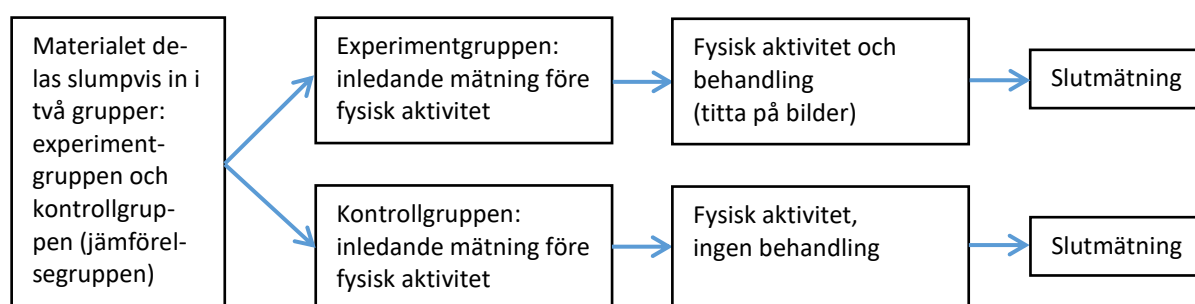 Materialet de-
las slumpvis in i
två grupper:
experiment-
gruppen och
kontrollgrup-
pen (jämförel-
segruppen)
Experimentgruppen:
inledande mätning före
fysisk aktivitet
Fysisk aktivitet och
behandling
(titta på bilder)
Slutmätning
Kontrollgruppen:
inledande mätning före
fysisk aktivitet
Fysisk aktivitet,
ingen behandling
Slutmätning